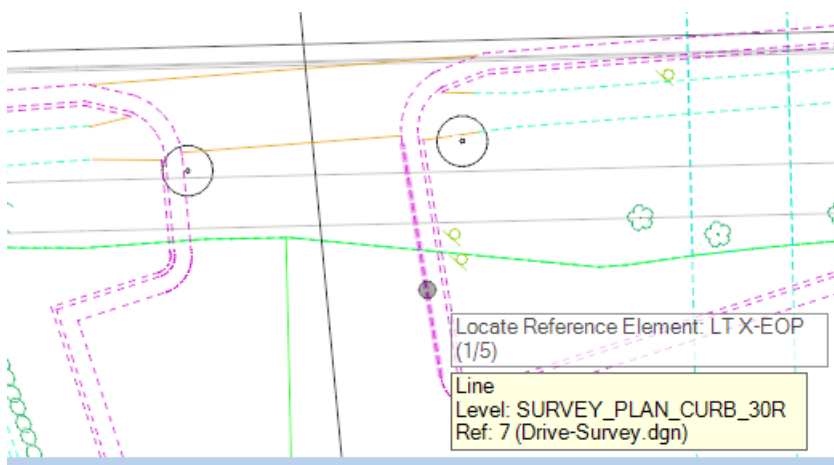 Locate Reference Element: LT X-EOP
(1/5)
Line
Level: SURVEY_PLAN_CURB_30R
Ref: 7 (Drive-Survey.dgn)